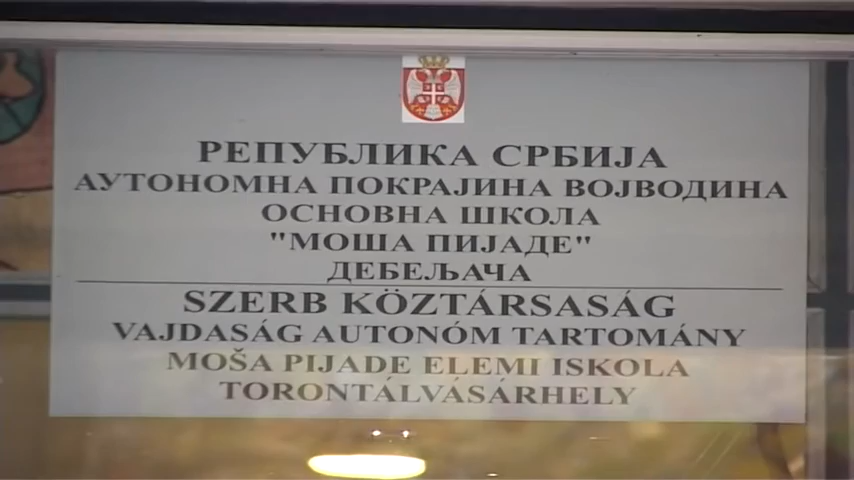 РЕПУБЛИКА СРБИЈА
АУТОНОМНА ПОКРАЈИНА ВОЈВОДИНА
ОСНОВНА ШКОЛА
"МОША ПИЈАДЕ"
ДЕБЕЉАЧА
SZERB KÖZTÁRSASÁG
VAJDASÁG AUTONÓM TARTOMÁNY
MOŠA PIJADE ELEMI ISKOLA
TORONTÁLVÁSÁRHELY